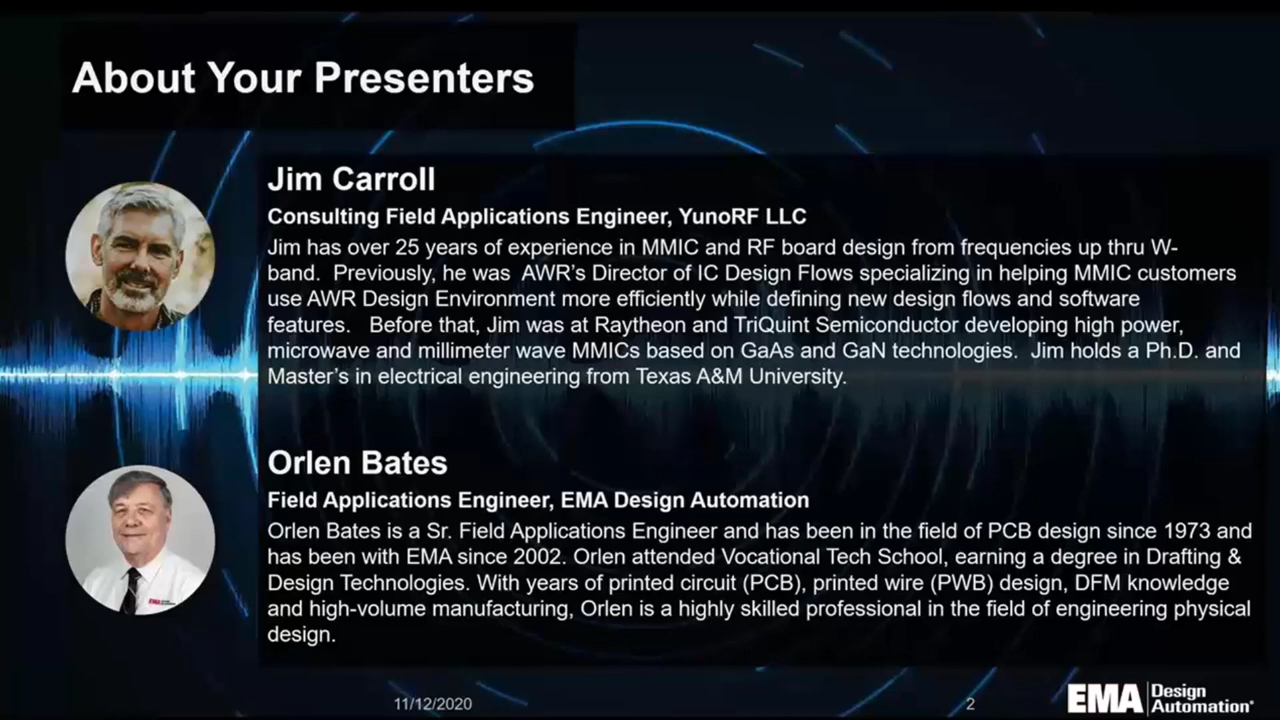 About Your Presenters
Jim Carroll
Consulting Field Applications Engineer, YunoRF LLC
Jim has over 25 years of experience in MMIC and RF board design from frequencies up thru W-
band.  Previously, he was  AWR's Director of IC Design Flows specializing in helping MMIC customers
use AWR Design Environment more efficiently while defining new design flows and software
features.   Before that, Jim was at Raytheon and TriQuint Semiconductor developing high power,
microwave and millimeter wave MMICs based on GaAs and GaN technologies.  Jim holds a Ph.D. and
Master's in electrical engineering from Texas A&M University.
Orlen Bates
Field Applications Engineer, EMA Design Automation
Orlen Bates is a Sr. Field Applications Engineer and has been in the field of PCB design since 1973 and
has been with EMA since 2002. Orlen attended Vocational Tech School, earning a degree in Drafting &
Design Technologies. With years of printed circuit (PCB), printed wire (PWB) design, DFM knowledge
and high-volume manufacturing, Orlen is a highly skilled professional in the field of engineering physical
design.
11/12/2020
2
EMA Design
Automation